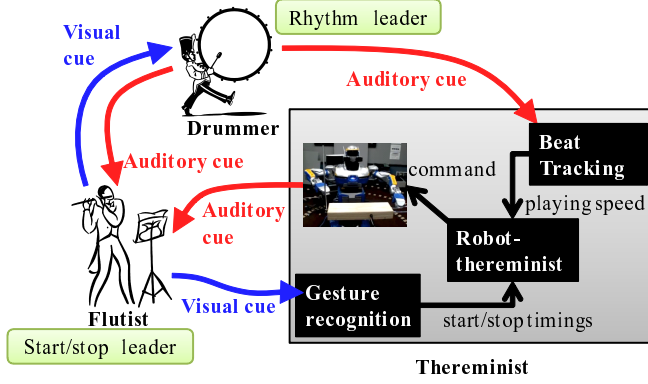 Rhythm leader
Visual
cue
Auditory cue
Drummer
Beat
Tracking
Auditory cue
command
playing speed
Auditory
cue
Robot-
thereminist
Visual cue
Gesture
recognition
start/stop timings
Flutist
Start/stop leader
Thereminist